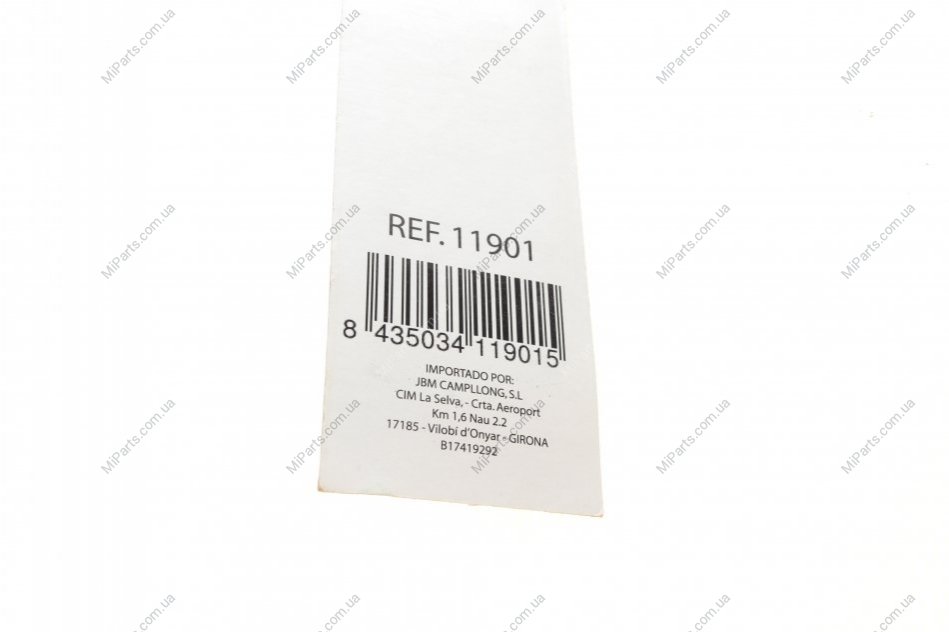 REF. 11901
8 435034 119015
IMPORTADO POR:
JBM CAMPLLONG, S.L
CIM La Selva, - Crta. Aeroport
Km 1,6 Nau 2.2
17185 - Vilobí d'Onyar - GIRONA
B17419292
MiParts.com.ua